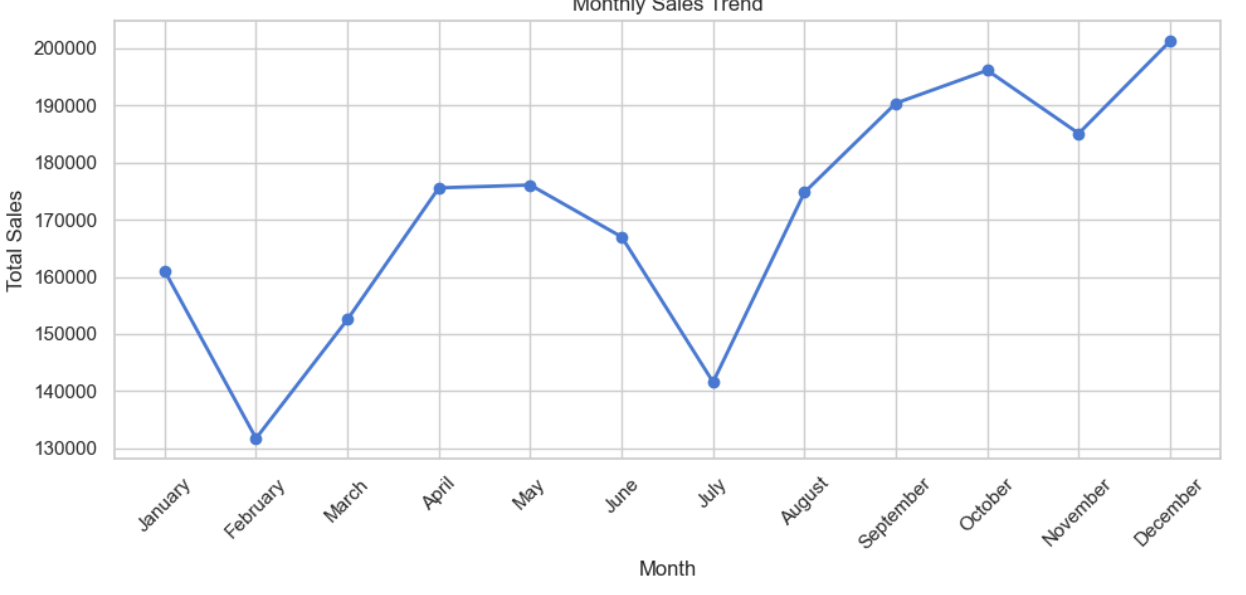 Monthly Sales Trend
200000
190000
180000
170000
160000
150000
140000
130000
Total Sales
January
February
March
April
May
June
July
August
September
October
November
December
Month